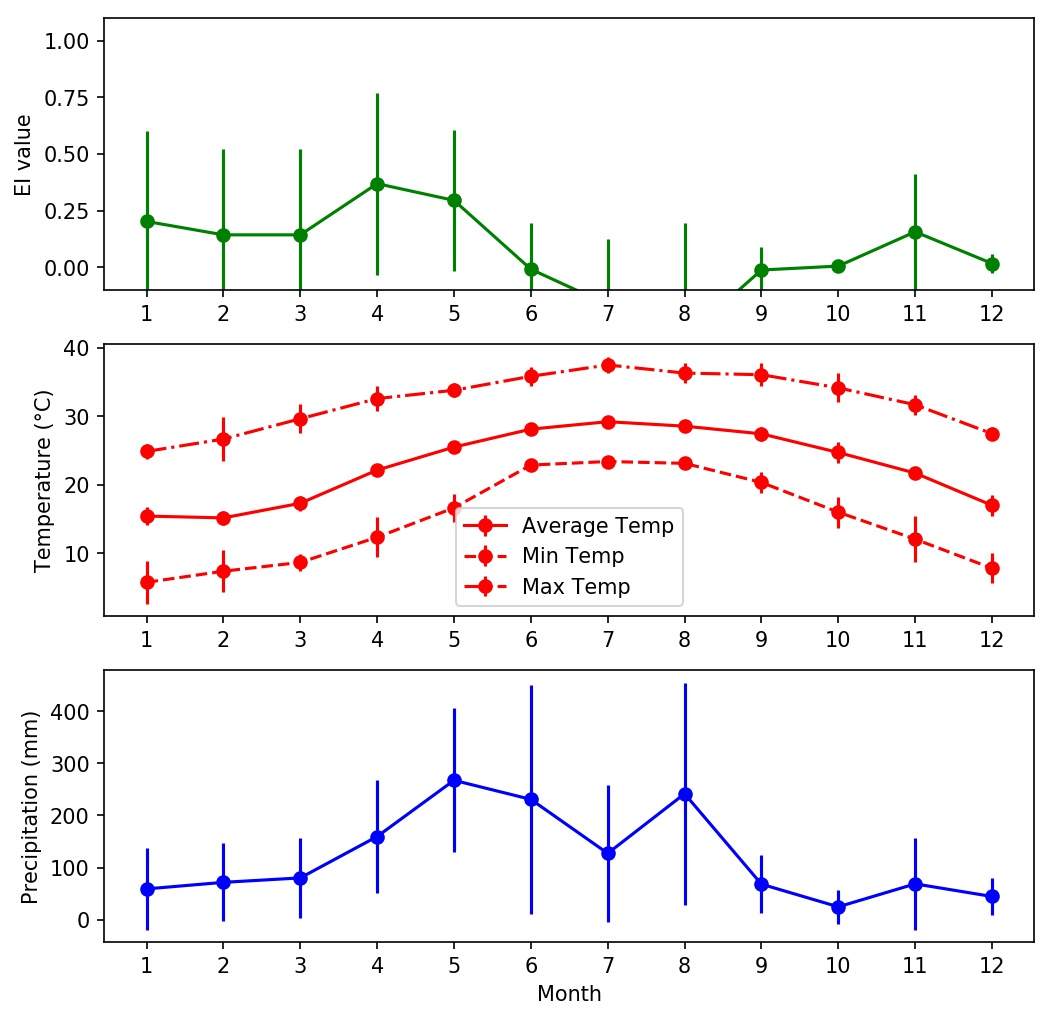 1.00
0.75
0.50
0.25
0.00
EI value
1 2 3 4 5 6 7 8 9 10 11 12
40
30
20
10
Temperature (°C)
Average Temp
Min Temp
Max Temp
1 2 3 4 5 6 7 8 9 10 11 12
400
300
200
100
0
Precipitation (mm)
1 2 3 4 5 6 7 8 9 10 11 12
Month